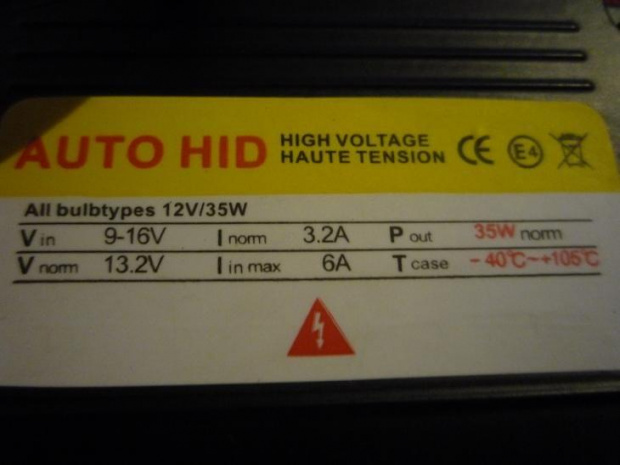 AUTO HID HIGH VOLTAGE
HAUTE TENSION CE E4
All bulbtypes 12V/35W
V in 9-16V I norm 3.2A P out 35W norm
V norm 13.2V I in max 6A T case -40℃~+105℃